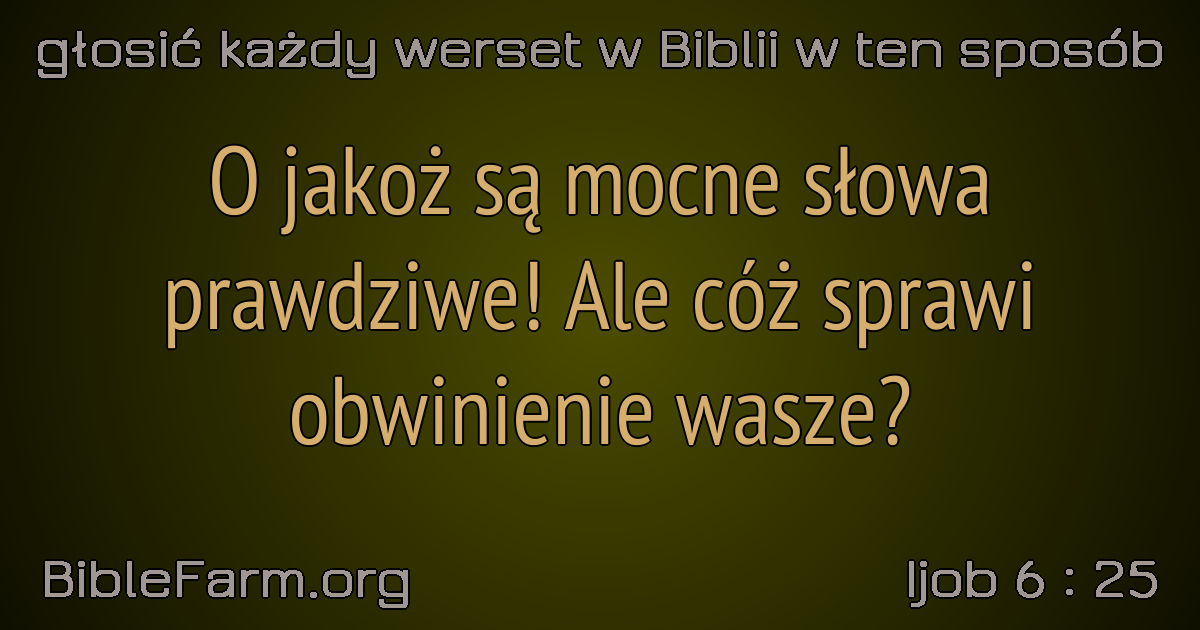 głosić każdy werset w Biblii w ten sposób
O jakoż są mocne słowa
prawdziwe! Ale cóż sprawi
obwinienie wasze?
BibleFarm.org
Ijob 6 : 25